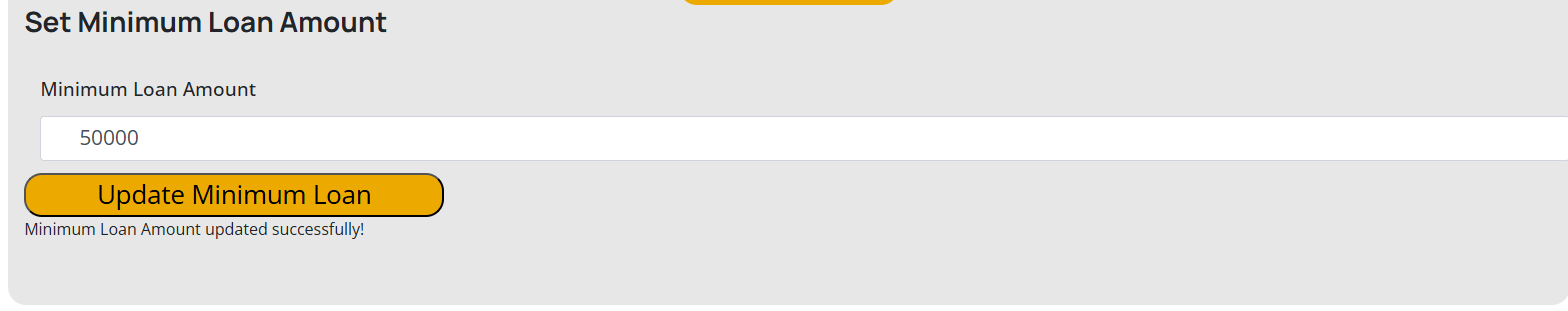 Set Minimum Loan Amount
Minimum Loan Amount
50000
Update Minimum Loan
Minimum Loan Amount updated successfully!